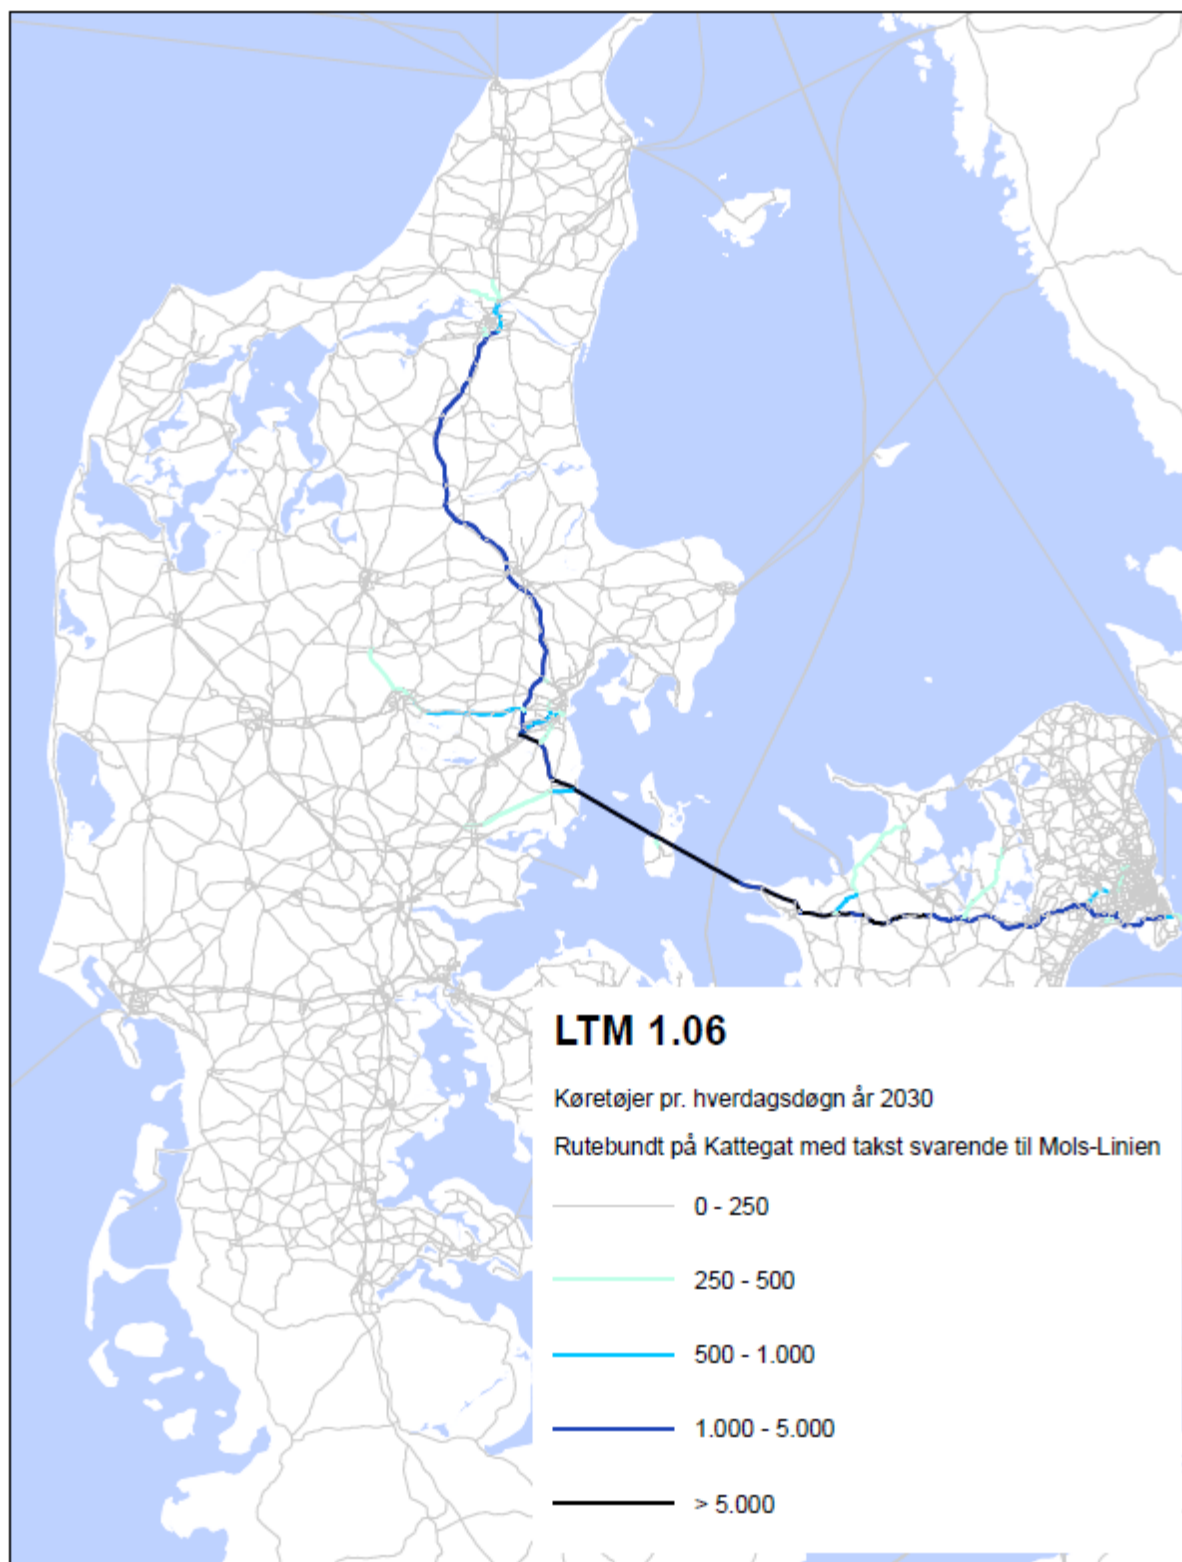 LTM 1.06
Køretøjer pr. hverdagsdøgn år 2030
Rutebundt på Kattegat med takst svarende til Mols-Linien
0 - 250
250 - 500
500 - 1.000
1.000 - 5.000
> 5.000